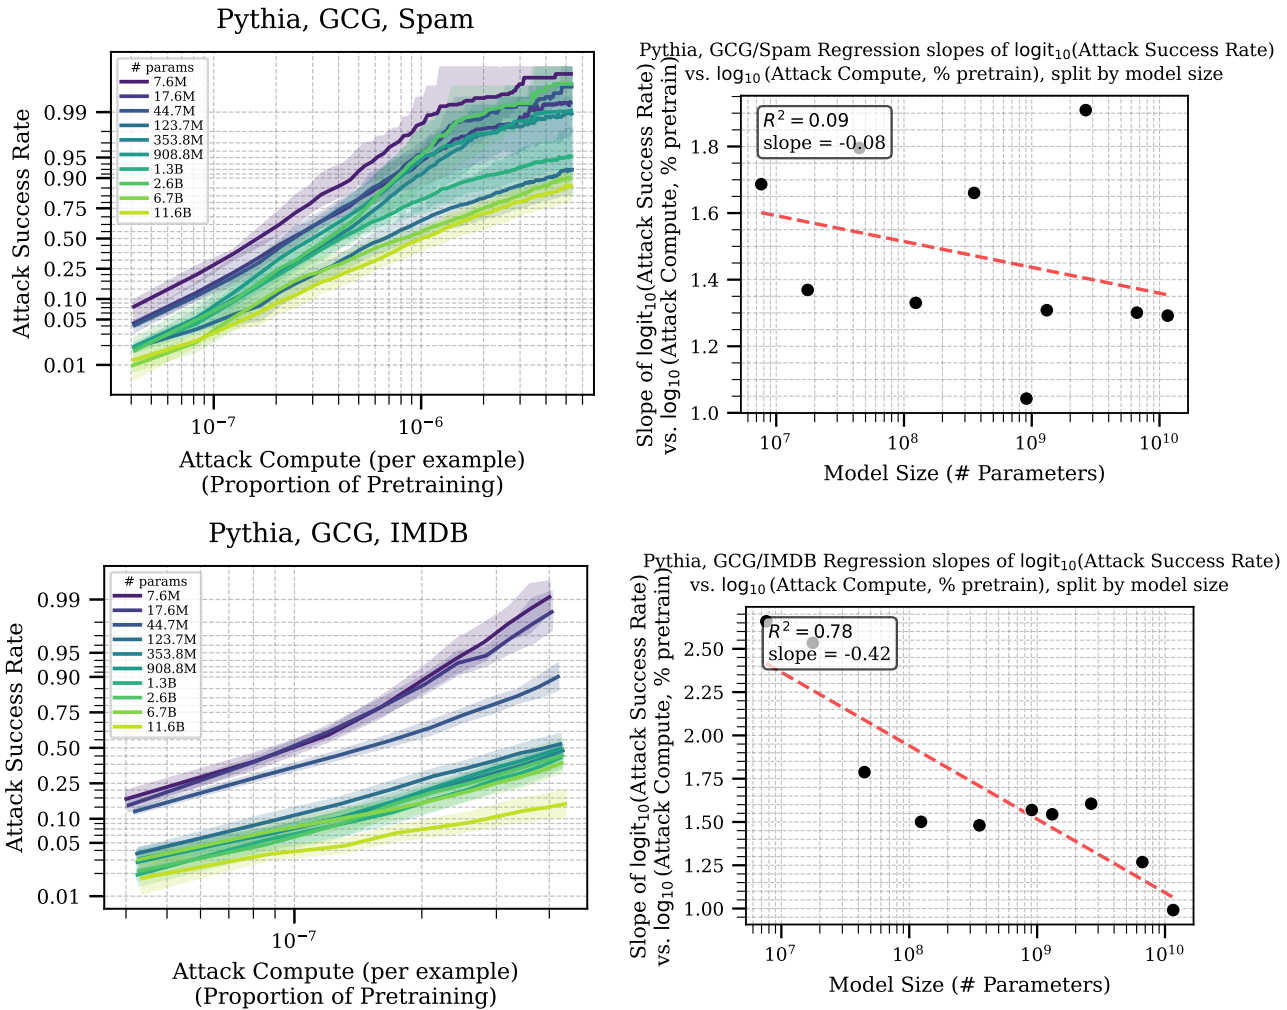 Pythia, GCG, Spam
# params
7.6M
17.6M
44.7M
123.7M
353.8M
908.8M
1.3B
2.6B
6.7B
11.6B
0.99
0.95
0.90
0.75
0.50
0.25
0.10
0.05
0.01
Attack Success Rate
10⁻⁷
10⁻⁶
Attack Compute (per example)
(Proportion of Pretraining)
Pythia, GCG/Spam Regression slopes of logit₁₀(Attack Success Rate)
vs. log₁₀(Attack Compute, % pretrain), split by model size
R² = 0.09
slope = -0.08
1.8
1.6
1.4
1.2
1.0
Slope of logit₁₀(Attack Success Rate)
vs. log₁₀(Attack Compute, % pretrain)
10⁷
10⁸
10⁹
10¹⁰
Model Size (# Parameters)
Pythia, GCG, IMDB
# params
7.6M
17.6M
44.7M
123.7M
353.8M
908.8M
1.3B
2.6B
6.7B
11.6B
0.99
0.95
0.90
0.75
0.50
0.25
0.10
0.05
0.01
Attack Success Rate
10⁻⁷
Attack Compute (per example)
(Proportion of Pretraining)
Pythia, GCG/IMDB Regression slopes of logit₁₀(Attack Success Rate)
vs. log₁₀(Attack Compute, % pretrain), split by model size
R² = 0.78
slope = -0.42
2.50
2.25
2.00
1.75
1.50
1.25
1.00
Slope of logit₁₀(Attack Success Rate)
vs. log₁₀(Attack Compute, % pretrain)
10⁷
10⁸
10⁹
10¹⁰
Model Size (# Parameters)